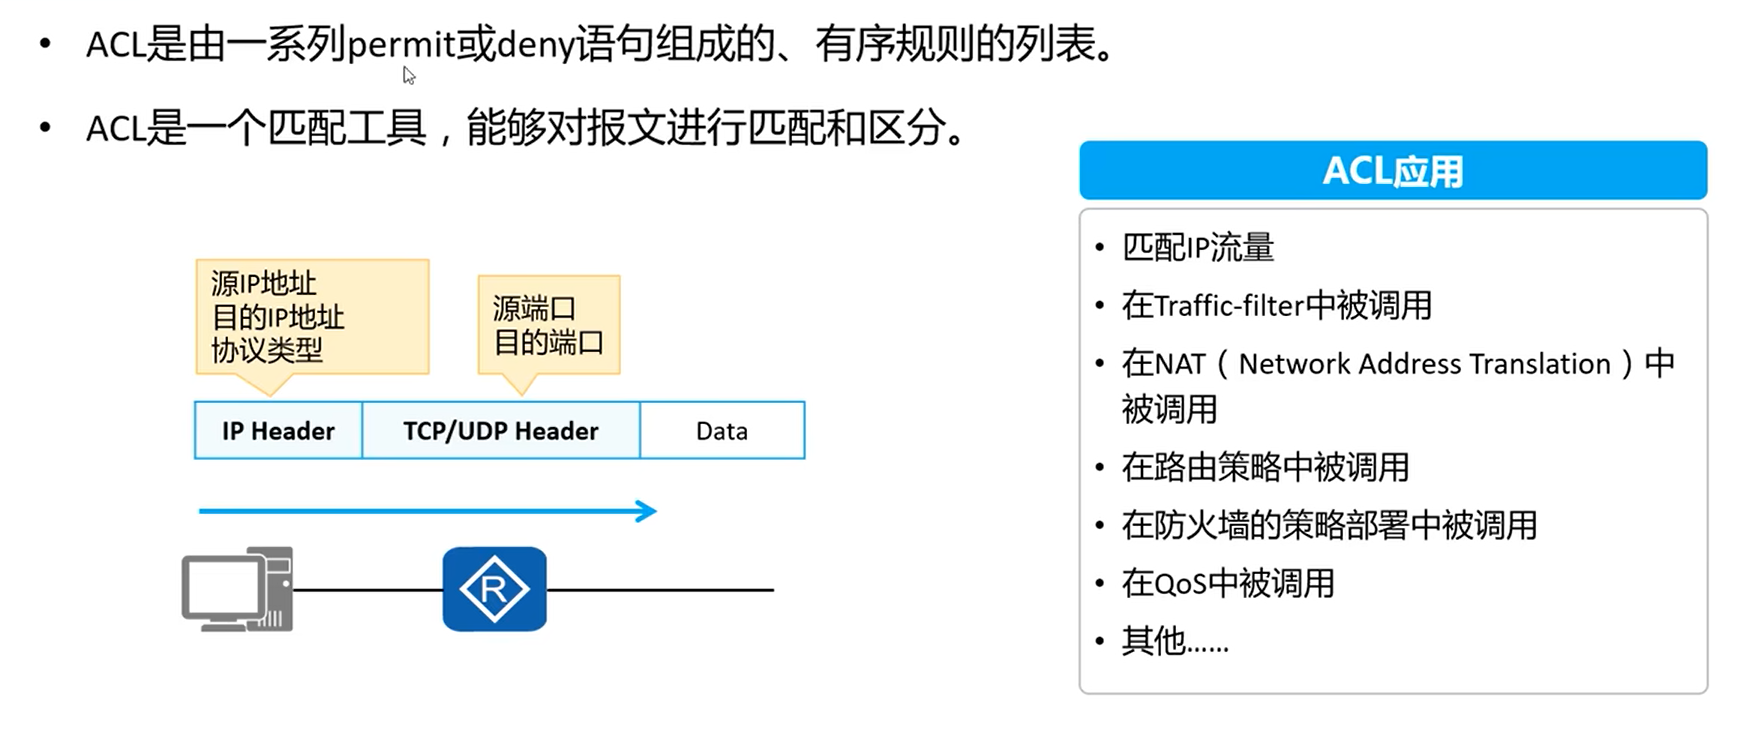 • ACL是由一系列permit或deny语句组成的、有序规则的列表。
• ACL是一个匹配工具，能够对报文进行匹配和区分。
源IP地址
目的IP地址
协议类型
源端口
目的端口
IP Header
TCP/UDP Header
Data
R
ACL应用
• 匹配IP流量
• 在Traffic-filter中被调用
• 在NAT（Network Address Translation）中
被调用
• 在路由策略中被调用
• 在防火墙的策略部署中被调用
• 在QoS中被调用
• 其他......